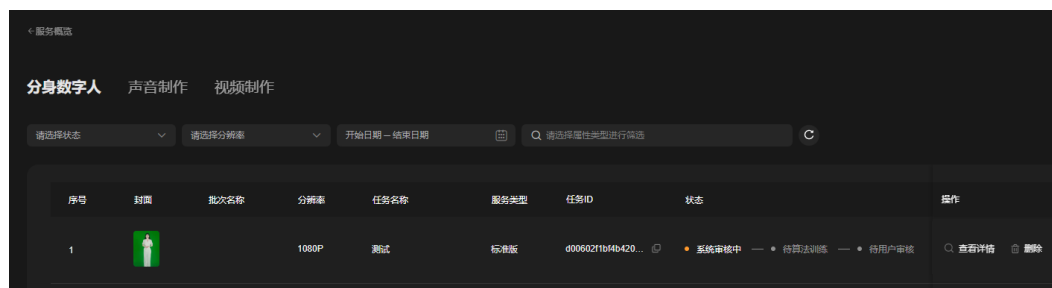 ←服务概览
分身数字人 声音制作 视频制作
请选择状态 请选择分辨率 开始日期 – 结束日期 请选择属性类型进行筛选
序号 封面 批次名称 分辨率 任务名称 服务类型 任务ID 状态 操作
1 1080P 测试 标准版 d00602f1bf4b420... 系统审核中 — 待算法训练 — 待用户审核 查看详情 删除